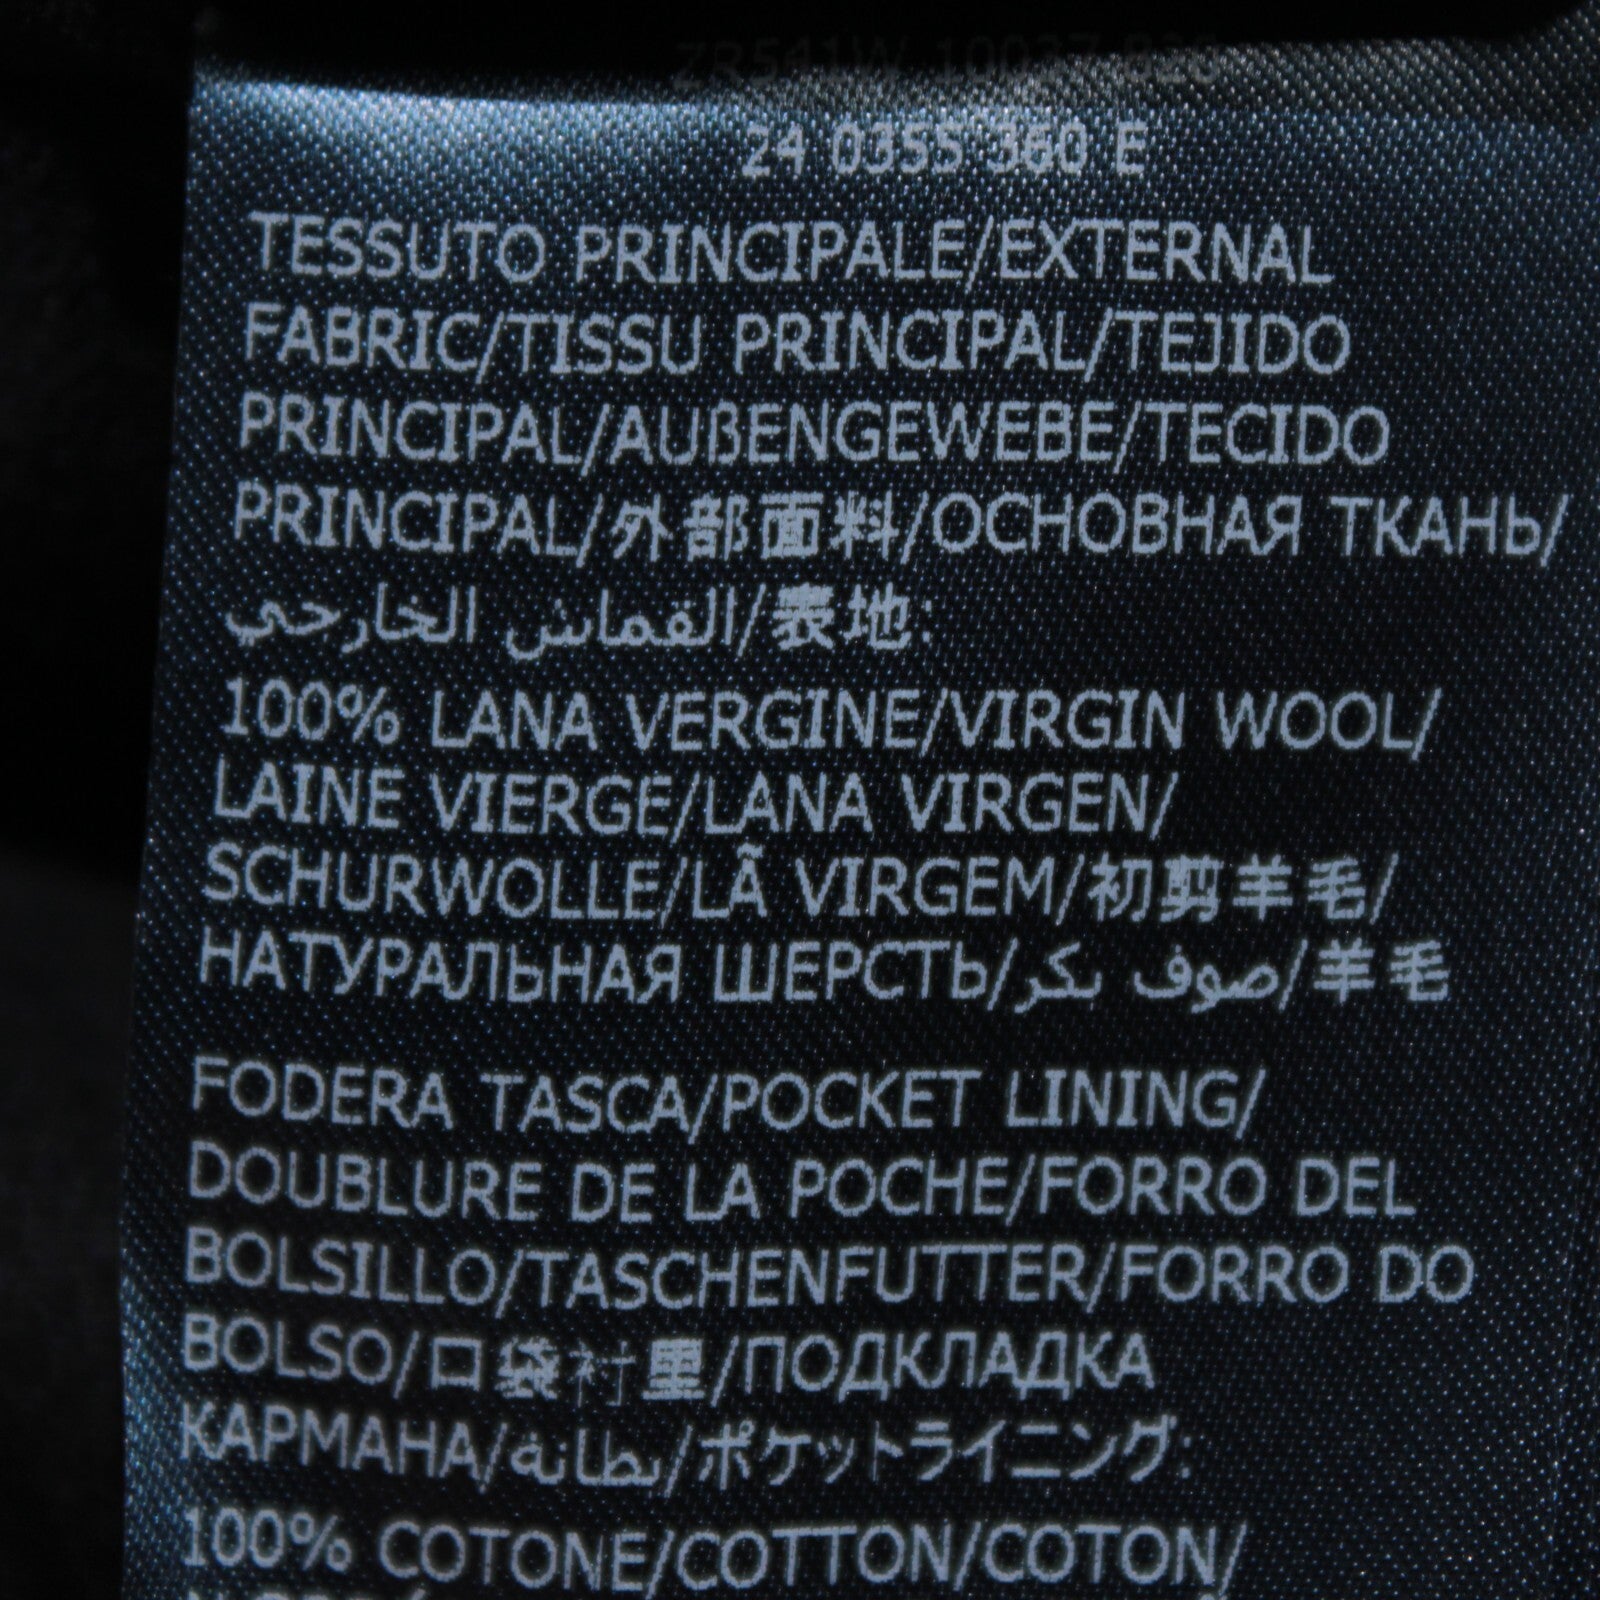 24 0355 360 E
TESSUTO PRINCIPALE/EXTERNAL
FABRIC/TISSU PRINCIPAL/TEJIDO
PRINCIPAL/AUßENGEWEBE/TECIDO
PRINCIPAL/外部面料/ОСНОВНАЯ ТКАНЬ/
القماش الخارجي/表地:
100% LANA VERGINE/VIRGIN WOOL/
LAINE VIERGE/LANA VIRGEN/
SCHURWOLLE/LÃ VIRGEM/初剪羊毛/
НАТУРАЛЬНАЯ ШЕРСТЬ/صوف بكر/羊毛
FODERA TASCA/POCKET LINING/
DOUBLURE DE LA POCHE/FORRO DEL
BOLSILLO/TASCHENFUTTER/FORRO DO
BOLSO/口袋衬里/ПОДКЛАДКА
КАРМАНА/بطانة/ポケットライニング:
100% COTONE/COTTON/COTON/